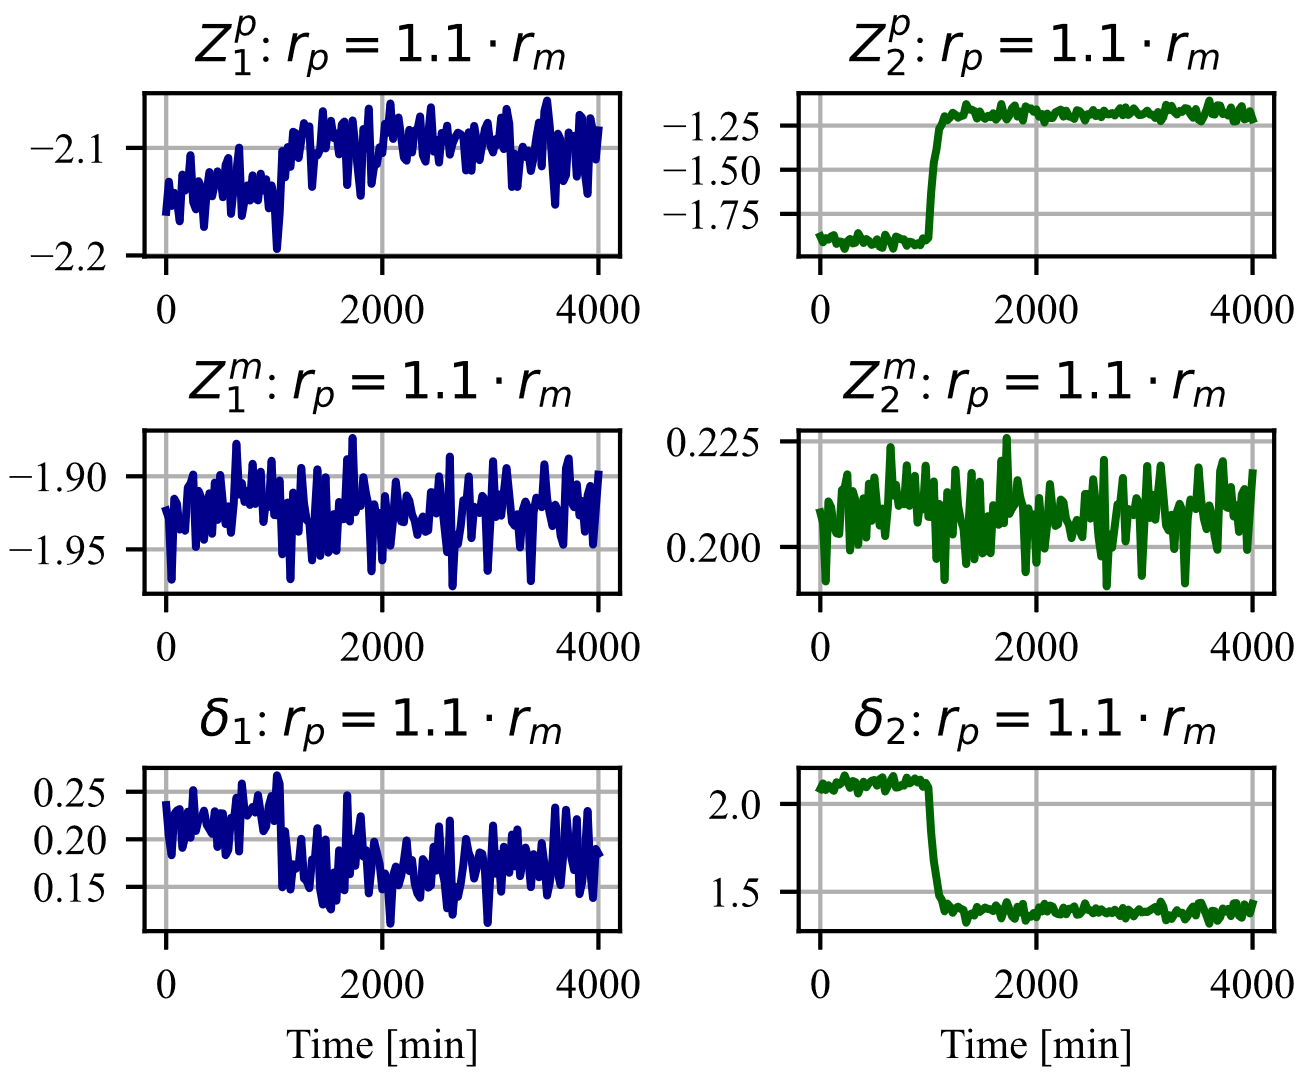 Z₁ᵖ: rₚ = 1.1 · rₘ
Z₂ᵖ: rₚ = 1.1 · rₘ
−2.1
−2.2
0 2000 4000
−1.25
−1.50
−1.75
0 2000 4000
Z₁ᵐ: rₚ = 1.1 · rₘ
Z₂ᵐ: rₚ = 1.1 · rₘ
−1.90
−1.95
0 2000 4000
0.225
0.200
0 2000 4000
δ₁: rₚ = 1.1 · rₘ
δ₂: rₚ = 1.1 · rₘ
0.25
0.20
0.15
0 2000 4000
Time [min]
2.0
1.5
0 2000 4000
Time [min]